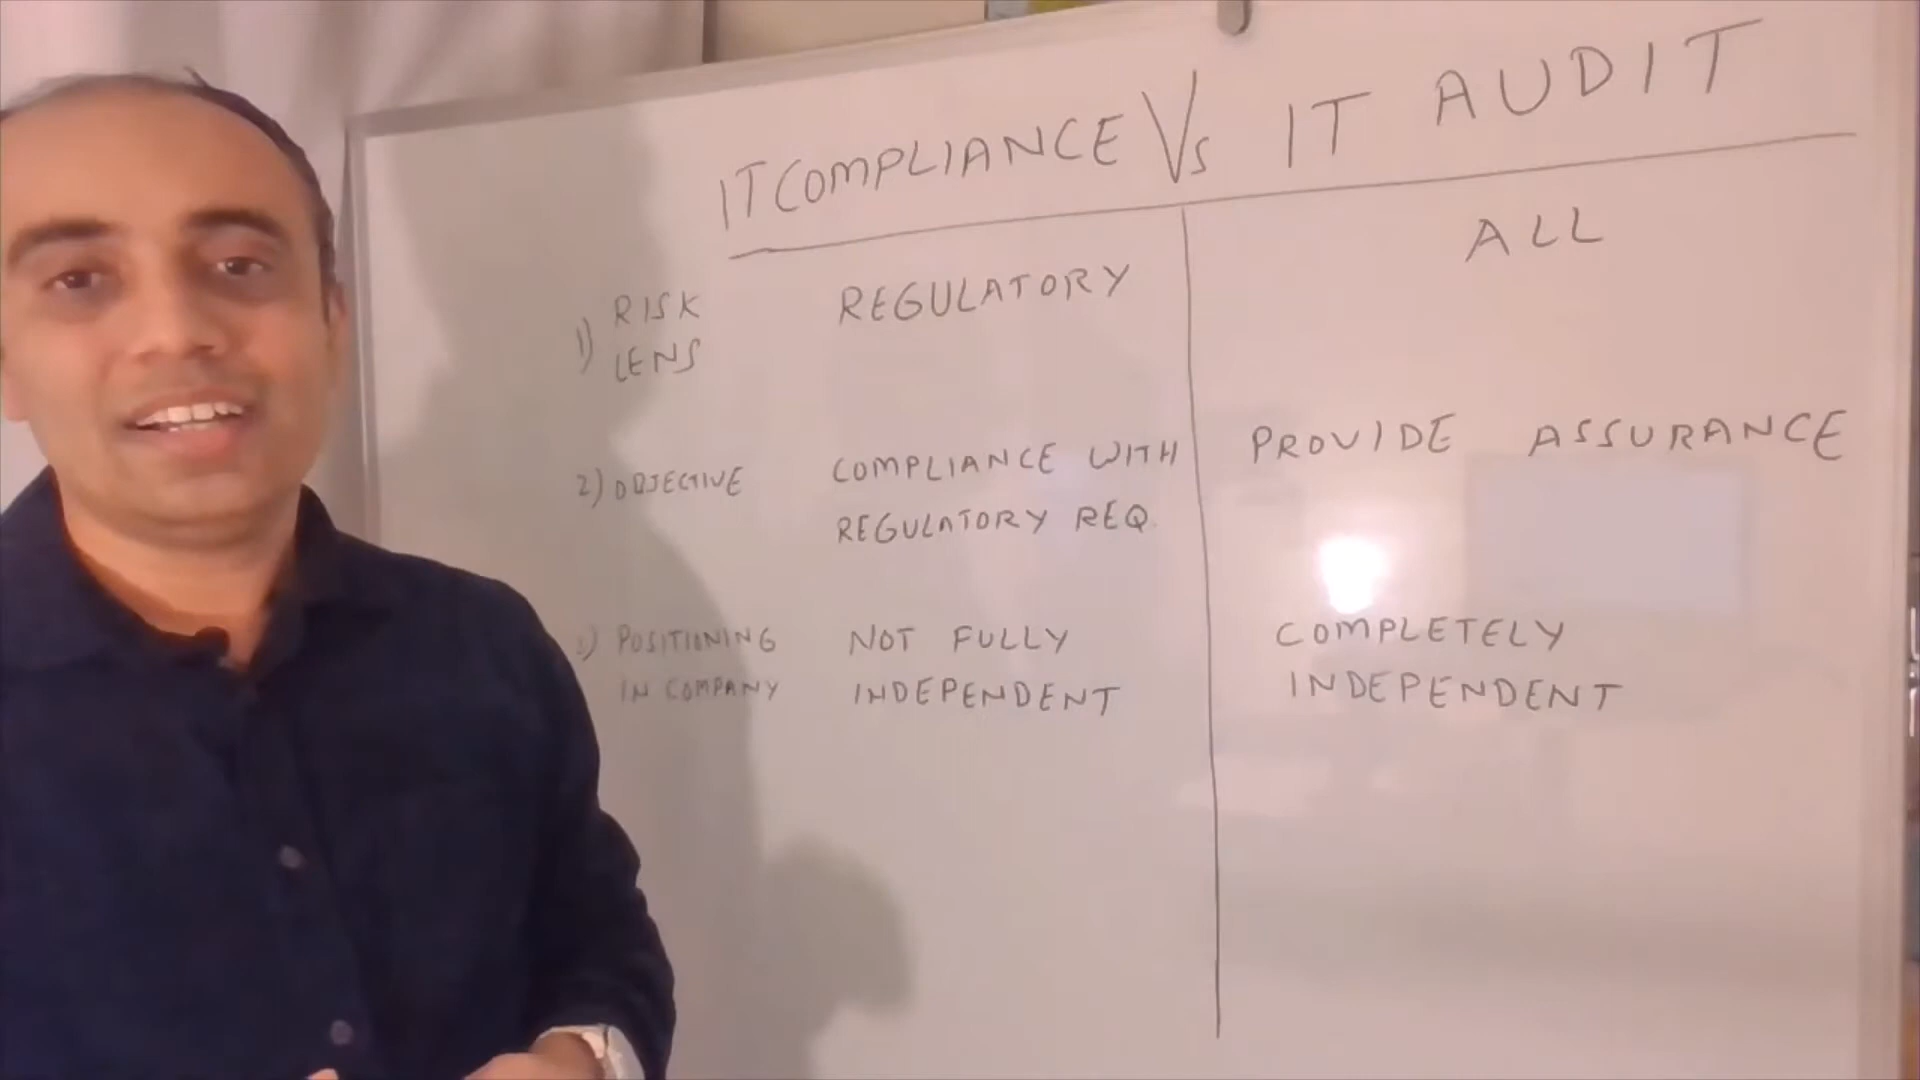 IT COMPLIANCE Vs IT AUDIT
1) RISK LENS
REGULATORY
ALL
2) OBJECTIVE
COMPLIANCE WITH
REGULATORY REQ.
PROVIDE ASSURANCE
3) POSITIONING
IN COMPANY
NOT FULLY
INDEPENDENT
COMPLETELY
INDEPENDENT